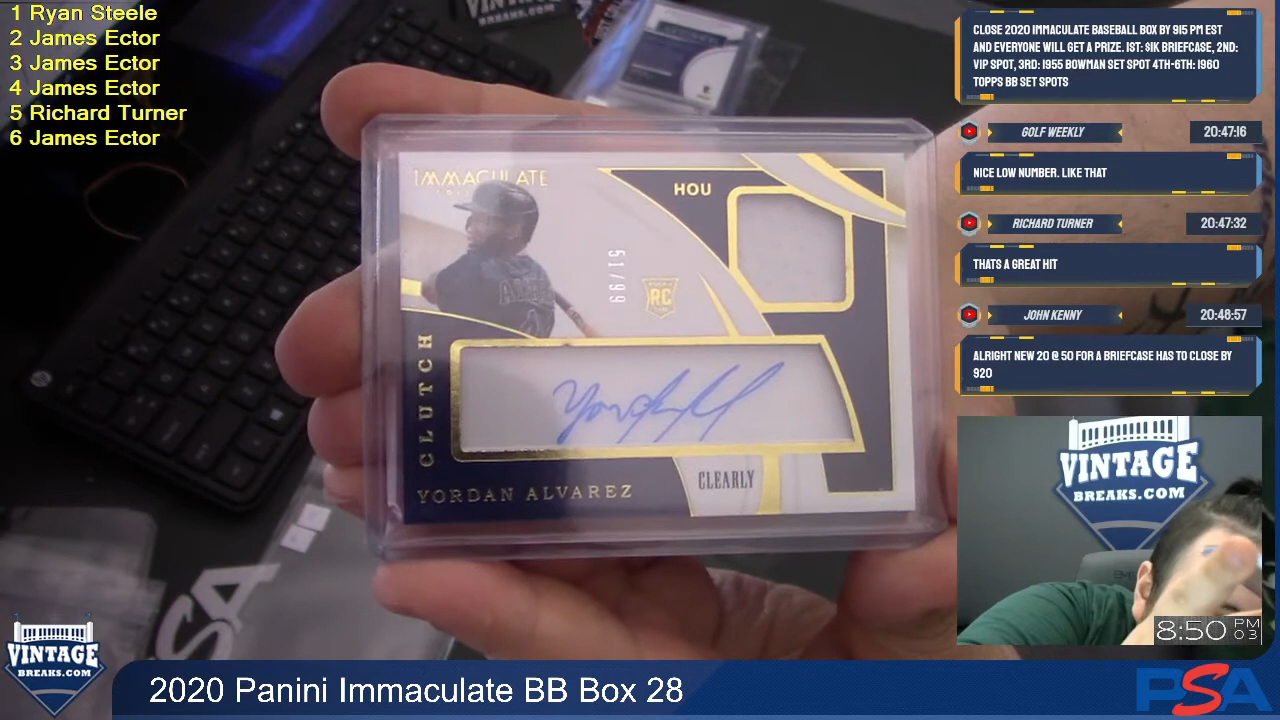 1 Ryan Steele
2 James Ector
3 James Ector
4 James Ector
5 Richard Turner
6 James Ector
VINTAGE
IMMACULATE
HOU
51/99
RC
CLUTCH
YORDAN ALVAREZ
CLEARLY
PSA
CLOSE 2020 IMMACULATE BASEBALL BOX BY 915 PM EST
AND EVERYONE WILL GET A PRIZE. 1ST: $1K BRIEFCASE, 2ND:
VIP SPOT, 3RD: 1955 BOWMAN SET SPOT 4TH-6TH: 1960
TOPPS BB SET SPOTS
GOLF WEEKLY
20:47:16
NICE LOW NUMBER. LIKE THAT
RICHARD TURNER
20:47:32
THATS A GREAT HIT
JOHN KENNY
20:48:57
ALRIGHT NEW 20 @ 50 FOR A BRIEFCASE HAS TO CLOSE BY
920
VINTAGE
BREAKS.COM
8:50 PM
03
VINTAGE
BREAKS.COM
2020 Panini Immaculate BB Box 28
PSA